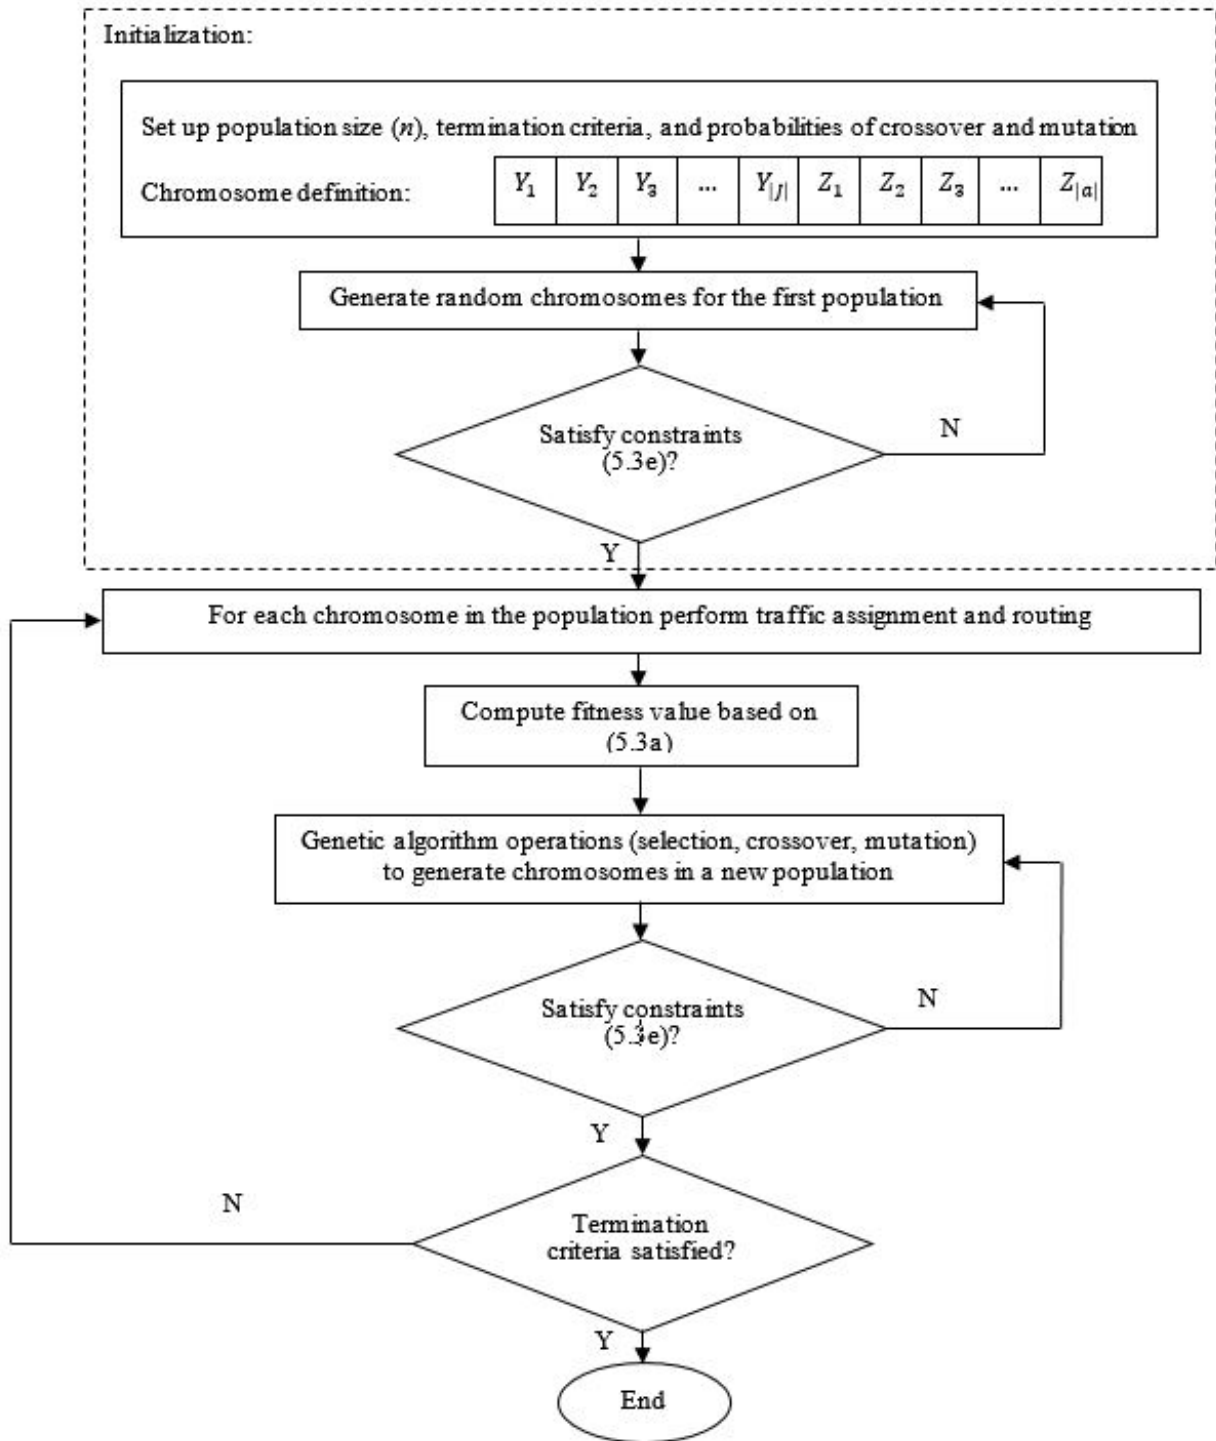 Initialization:
Set up population size (n), termination criteria, and probabilities of crossover and mutation
Chromosome definition: Y₁ Y₂ Y₃ ... Y|J| Z₁ Z₂ Z₃ ... Z|a|
Generate random chromosomes for the first population
Satisfy constraints
(5.3e)?
N
Y
For each chromosome in the population perform traffic assignment and routing
Compute fitness value based on
(5.3a)
Genetic algorithm operations (selection, crossover, mutation)
to generate chromosomes in a new population
Satisfy constraints
(5.3e)?
N
Y
N
Termination
criteria satisfied?
Y
End